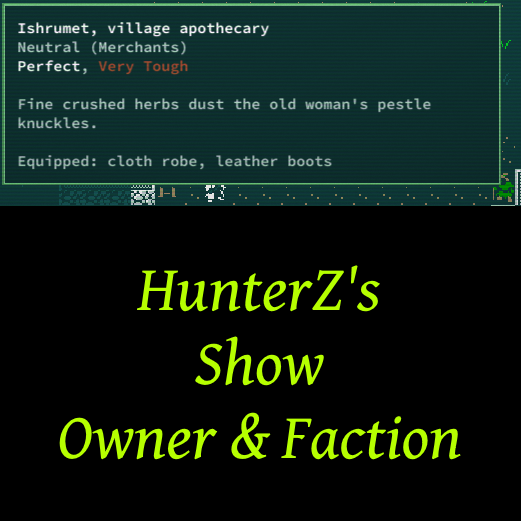 Ishrumet, village apothecary
Neutral (Merchants)
Perfect, Very Tough
Fine crushed herbs dust the old woman's pestle
knuckles.
Equipped: cloth robe, leather boots
HunterZ's
Show
Owner & Faction